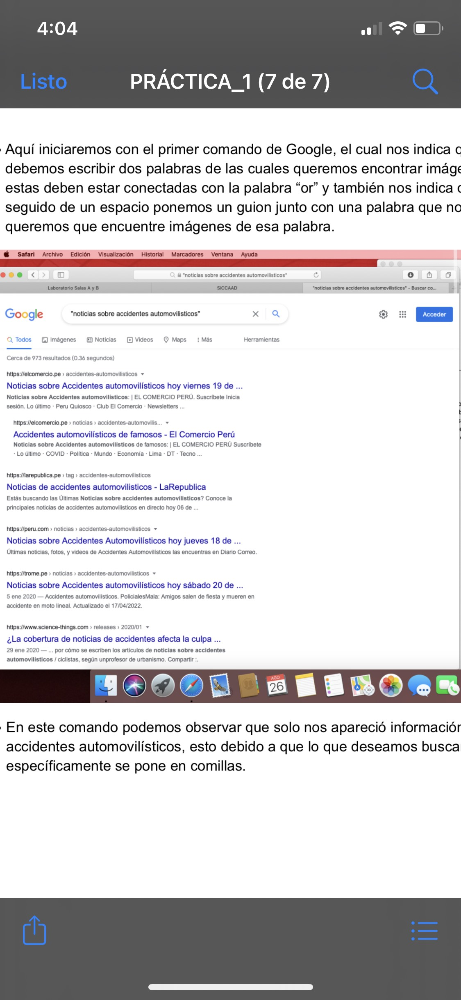 4:04
Listo
PRÁCTICA_1 (7 de 7)
Aquí iniciaremos con el primer comando de Google, el cual nos indica
debemos escribir dos palabras de las cuales queremos encontrar
estas deben estar conectadas con la palabra “or” y también nos indica
seguido de un espacio ponemos un guion junto con una palabra que no
queremos que encuentre imágenes de esa palabra.
Safari Archivo Edición Visualización Historial Marcadores Ventana Ayuda
"noticias sobre accidentes automovilisticos"
Laboratorio Salas A y B
SiCCAAD
"noticias sobre accidentes automovilisticos" - Buscar co...
Google
"noticias sobre accidentes automovilisticos"
Acceder
Todos Imágenes Noticias Videos Maps Más Herramientas
Cerca de 973 resultados (0.36 segundos)
https://elcomercio.pe › accidentes-automovilisticos
Noticias sobre Accidentes automovilísticos hoy viernes 19 de ...
Noticias sobre Accidentes automovilísticos: | EL COMERCIO PERÚ. Suscríbete Inicia
sesión. Lo último · Peru Quiosco · Club El Comercio · Newsletters ...
https://elcomercio.pe › noticias › accidentes-automovilis...
Accidentes automovilísticos de famosos - El Comercio Perú
Noticias sobre Accidentes automovilísticos de famosos: | EL COMERCIO PERÚ Suscríbete
· Lo último · COVID · Política · Mundo · Economía · Lima · DT · Tecno ...
https://larepublica.pe › tag › accidentes-automovilisticos
Noticias de accidentes automovilisticos - LaRepublica
Estás buscando las Últimas Noticias sobre accidentes automovilisticos? Conoce la
principales noticias de accidentes automovilisticos en directo hoy 06 de ...
https://peru.com › noticias › accidentes-automovilisticos
Noticias sobre Accidentes Automovilísticos hoy jueves 18 de ...
Últimas noticias, fotos, y videos de Accidentes Automovilísticos las encuentras en Diario Correo.
https://trome.pe › noticias › accidentes-automovilisticos
Noticias sobre Accidentes automovilísticos hoy sábado 20 de ...
5 ene 2020 — Accidentes automovilísticos. PolicialesMala: Amigos salen de fiesta y mueren en
accidente en moto lineal. Actualizado el 17/04/2022.
https://www.science-things.com › releases › 2020/01
¿La cobertura de noticias de accidentes afecta la culpa ...
29 ene 2020 — ... por cómo se escriben los artículos de noticias sobre accidentes
automovilísticos / ciclistas, según unprofesor de urbanismo. Compartir :.
AGO
26
3D
En este comando podemos observar que solo nos apareció información
accidentes automovilísticos, esto debido a que lo que deseamos busca
específicamente se pone en comillas.